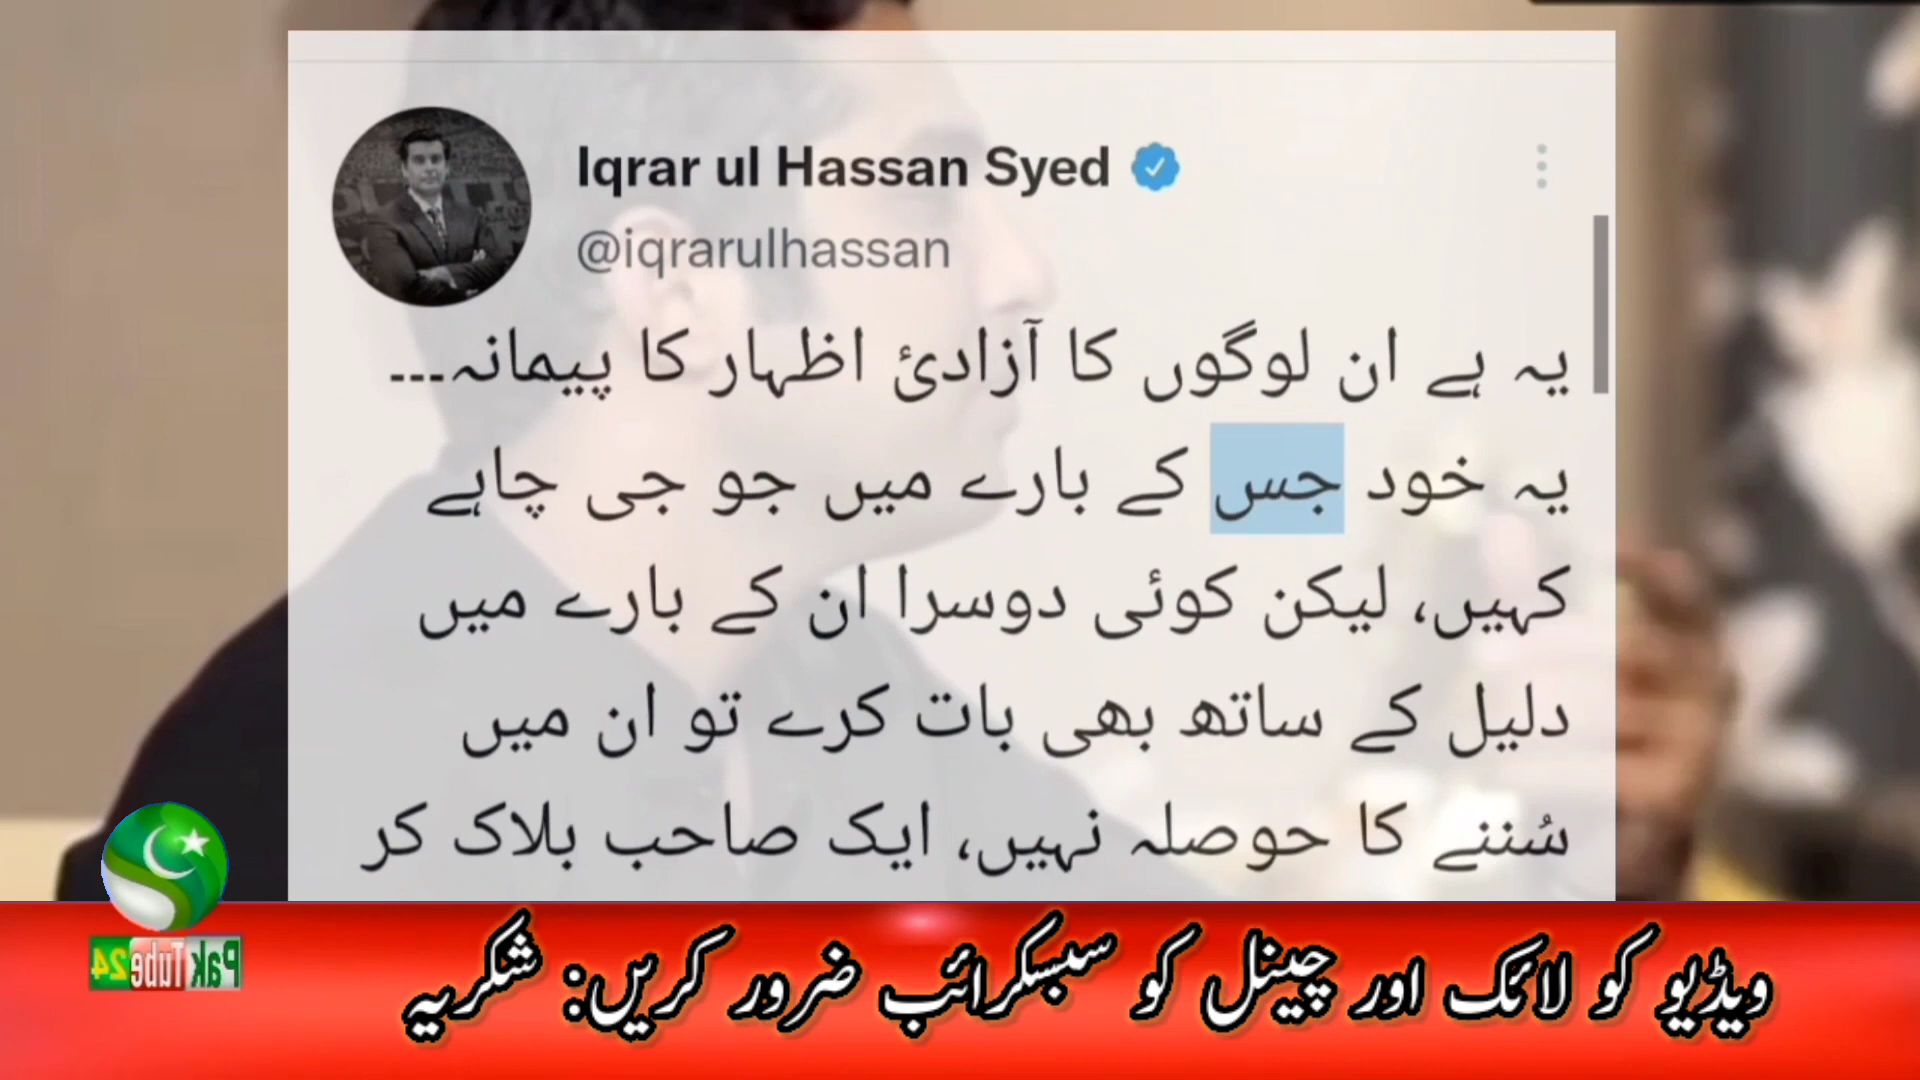 Iqrar ul Hassan Syed
@iqrarulhassan
یہ ہے ان لوگوں کا آزادئ اظہار کا پیمانہ۔۔۔
یہ خود جس کے بارے میں جو جی چاہے
کہیں، لیکن کوئی دوسرا ان کے بارے میں
دلیل کے ساتھ بھی بات کرے تو ان میں
سُننے کا حوصلہ نہیں، ایک صاحب بلاک کر
PakTube24
ویڈیو کو لائک اور چینل کو سبسکرائب ضرور کریں: شکریہ